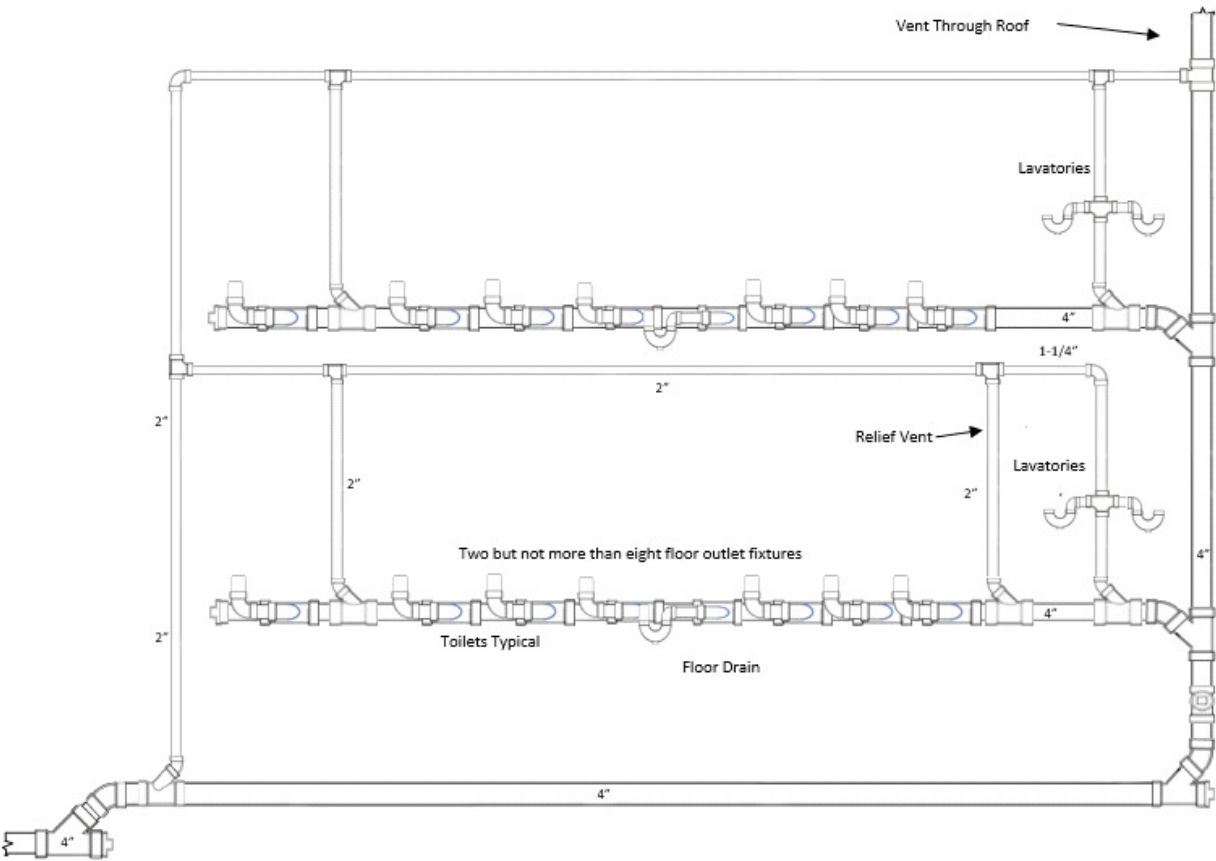 Vent Through Roof
Lavatories
4”
1-1/4”
2”
2”
Relief Vent
Lavatories
2”
2”
Two but not more than eight floor outlet fixtures
4”
4”
2”
Toilets Typical
Floor Drain
4”
4”